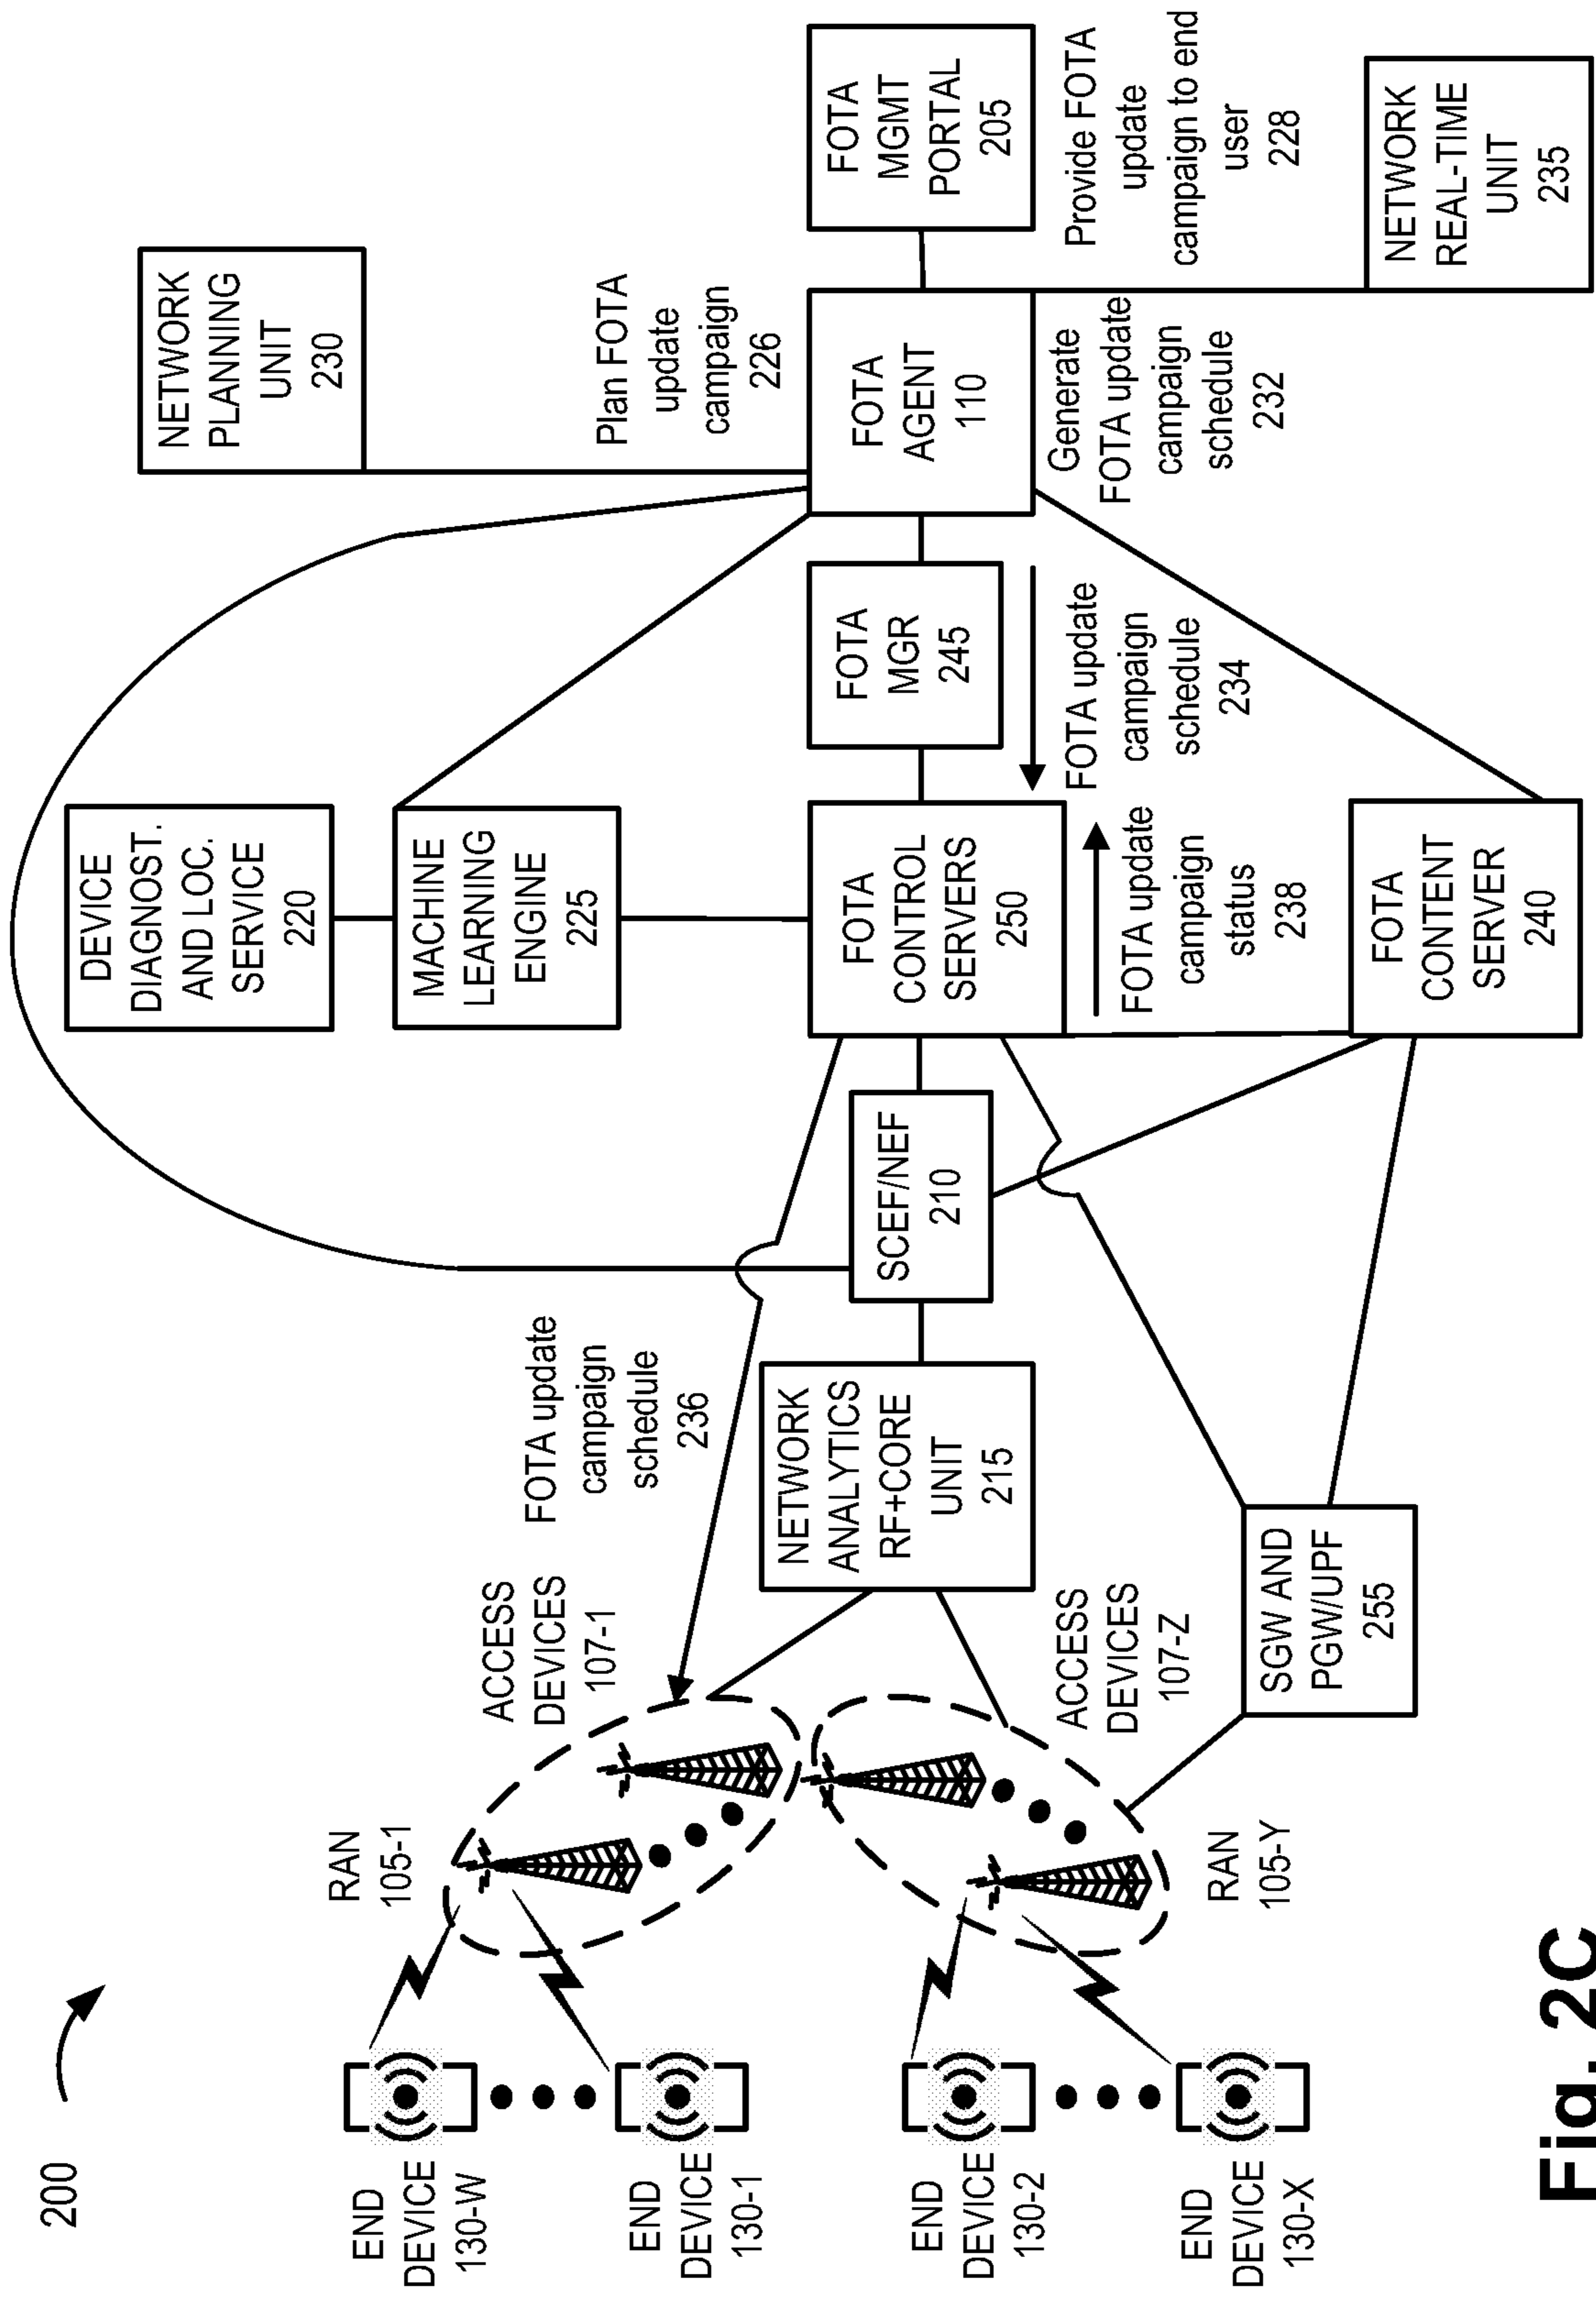 200
END
DEVICE
130-W
END
DEVICE
130-1
END
DEVICE
130-2
END
DEVICE
130-X
RAN
105-1
RAN
105-Y
ACCESS
DEVICES
107-1
ACCESS
DEVICES
107-Z
FOTA update
campaign
schedule
236
NETWORK
ANALYTICS
RF+CORE
UNIT
215
SGW AND
PGW/UPF
255
SCEF/NEF
210
DEVICE
DIAGNOST.
AND LOC.
SERVICE
220
MACHINE
LEARNING
ENGINE
225
FOTA
CONTROL
SERVERS
250
FOTA update
campaign
status
238
FOTA
CONTENT
SERVER
240
FOTA
MGR
245
FOTA update
campaign
schedule
234
NETWORK
PLANNING
UNIT
230
Plan FOTA
update
campaign
226
FOTA
AGENT
110
Generate
FOTA update
campaign
schedule
232
FOTA
MGMT
PORTAL
205
Provide FOTA
update
campaign to end
user
228
NETWORK
REAL-TIME
UNIT
235
Fig. 2C